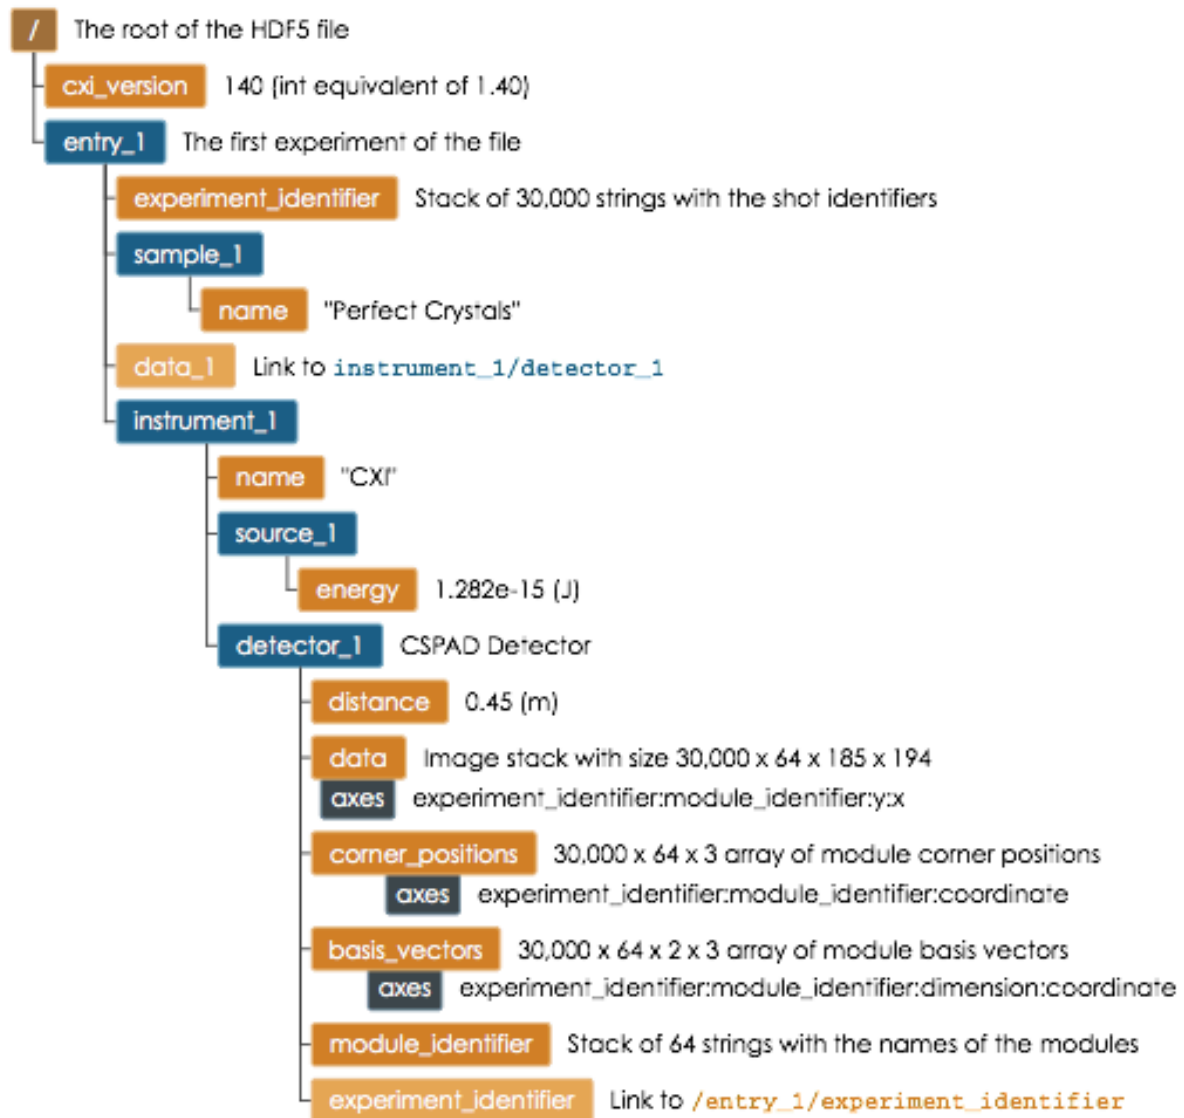 / The root of the HDF5 file
cxi_version 140 (int equivalent of 1.40)
entry_1 The first experiment of the file
experiment_identifier Stack of 30,000 strings with the shot identifiers
sample_1
name "Perfect Crystals"
data_1 Link to instrument_1/detector_1
instrument_1
name "CXI"
source_1
energy 1.282e-15 (J)
detector_1 CSPAD Detector
distance 0.45 (m)
data Image stack with size 30,000 x 64 x 185 x 194
axes experiment_identifier:module_identifier:y:x
corner_positions 30,000 x 64 x 3 array of module corner positions
axes experiment_identifier:module_identifier:coordinate
basis_vectors 30,000 x 64 x 2 x 3 array of module basis vectors
axes experiment_identifier:module_identifier:dimension:coordinate
module_identifier Stack of 64 strings with the names of the modules
experiment_identifier Link to /entry_1/experiment_identifier